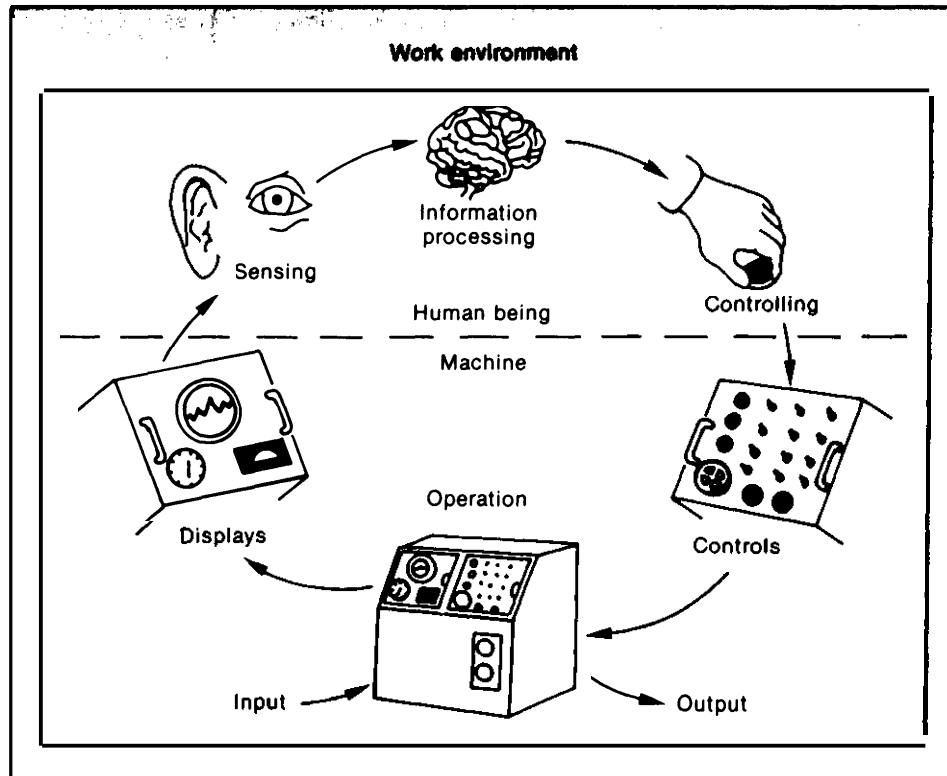 Work environment
Information
processing
Sensing
Controlling
Human being
Machine
Operation
Displays
Controls
Input
Output